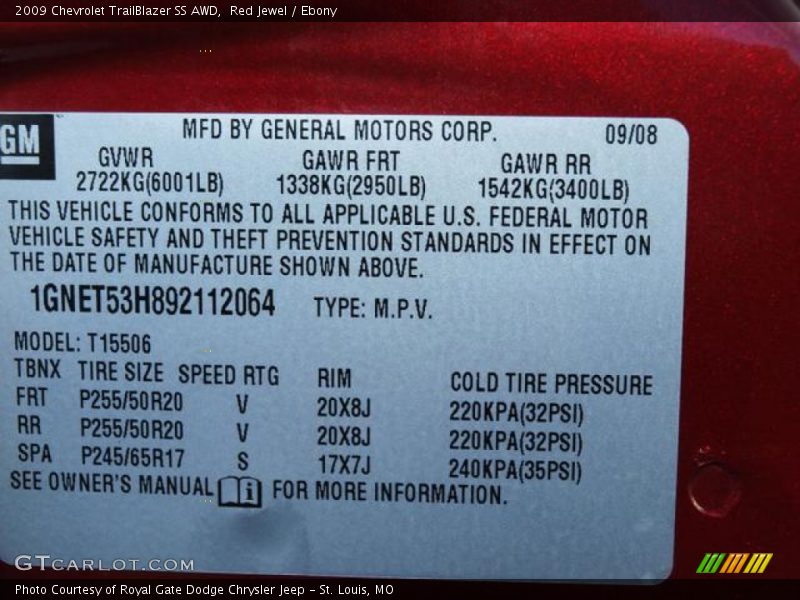 2009 Chevrolet TrailBlazer SS AWD,  Red Jewel / Ebony
GM
MFD BY GENERAL MOTORS CORP. 09/08
GVWR GAWR FRT GAWR RR
2722KG(6001LB) 1338KG(2950LB) 1542KG(3400LB)
THIS VEHICLE CONFORMS TO ALL APPLICABLE U.S. FEDERAL MOTOR
VEHICLE SAFETY AND THEFT PREVENTION STANDARDS IN EFFECT ON
THE DATE OF MANUFACTURE SHOWN ABOVE.
1GNET53H892112064 TYPE: M.P.V.
MODEL: T15506
TBNX TIRE SIZE SPEED RTG RIM COLD TIRE PRESSURE
FRT P255/50R20 V 20X8J 220KPA(32PSI)
RR P255/50R20 V 20X8J 220KPA(32PSI)
SPA P245/65R17 S 17X7J 240KPA(35PSI)
SEE OWNER'S MANUAL i FOR MORE INFORMATION.
GTCARLOT.COM
Photo Courtesy of Royal Gate Dodge Chrysler Jeep - St. Louis, MO